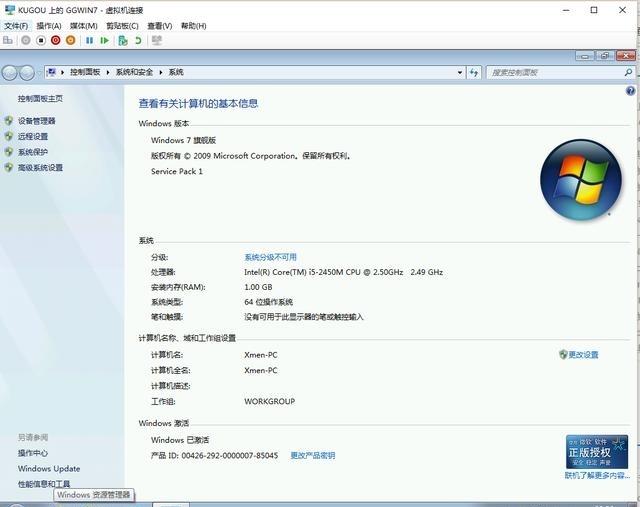 KUGOU 上的 GGWIN7 - 虚拟机连接
文件(F) 操作(A) 媒体(M) 剪贴板(C) 查看(V) 帮助(H)
控制面板 ▸ 系统和安全 ▸ 系统
搜索控制面板
控制面板主页
设备管理器
远程设置
系统保护
高级系统设置
查看有关计算机的基本信息
Windows 版本
Windows 7 旗舰版
版权所有 © 2009 Microsoft Corporation。保留所有权利。
Service Pack 1
系统
分级: 系统分级不可用
处理器: Intel(R) Core(TM) i5-2450M CPU @ 2.50GHz 2.49 GHz
安装内存(RAM): 1.00 GB
系统类型: 64 位操作系统
笔和触摸: 没有可用于此显示器的笔或触控输入
计算机名称、域和工作组设置
计算机名: Xmen-PC
更改设置
计算机全名: Xmen-PC
计算机描述:
工作组: WORKGROUP
Windows 激活
Windows 已激活
产品 ID: 00426-292-0000007-85045 更改产品密钥
使用 微软 软件
正版授权
安全 稳定 声誉
联机了解更多内容...
另请参阅
操作中心
Windows Update
性能信息和工具
Windows 资源管理器